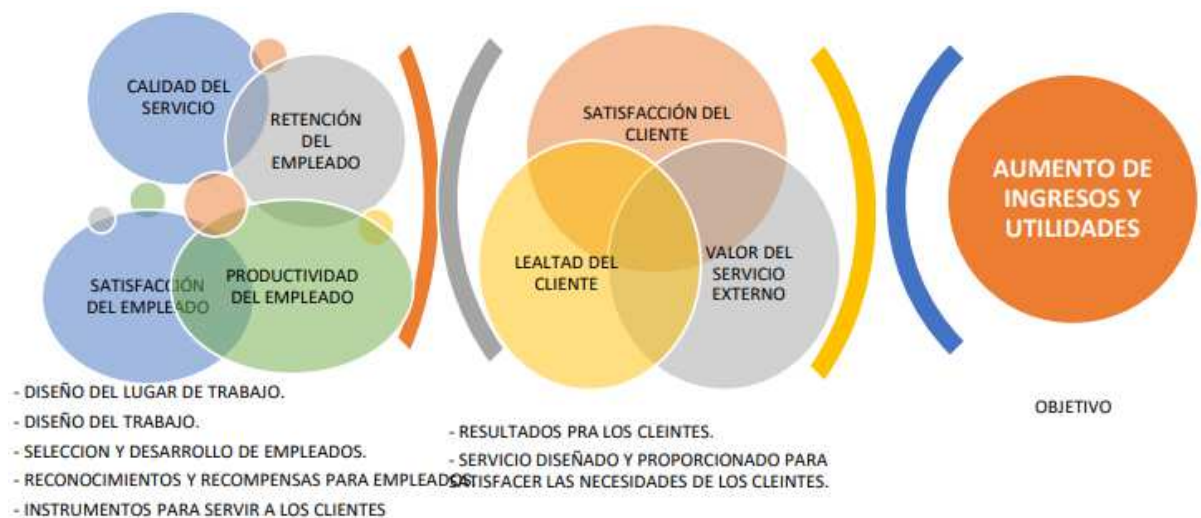 CALIDAD DEL
SERVICIO
RETENCIÓN
DEL
EMPLEADO
SATISFACCIÓN
DEL EMPLEADO
PRODUCTIVIDAD
DEL EMPLEADO
- DISEÑO DEL LUGAR DE TRABAJO.
- DISEÑO DEL TRABAJO.
- SELECCION Y DESARROLLO DE EMPLEADOS.
- RECONOCIMIENTOS Y RECOMPENSAS PARA EMPLEADOS.
- INSTRUMENTOS PARA SERVIR A LOS CLIENTES
SATISFACCIÓN DEL
CLIENTE
LEALTAD DEL
CLIENTE
VALOR DEL
SERVICIO
EXTERNO
- RESULTADOS PRA LOS CLEINTES.
- SERVICIO DISEÑADO Y PROPORCIONADO PARA
SATISFACER LAS NECESIDADES DE LOS CLEINTES.
AUMENTO DE
INGRESOS Y
UTILIDADES
OBJETIVO